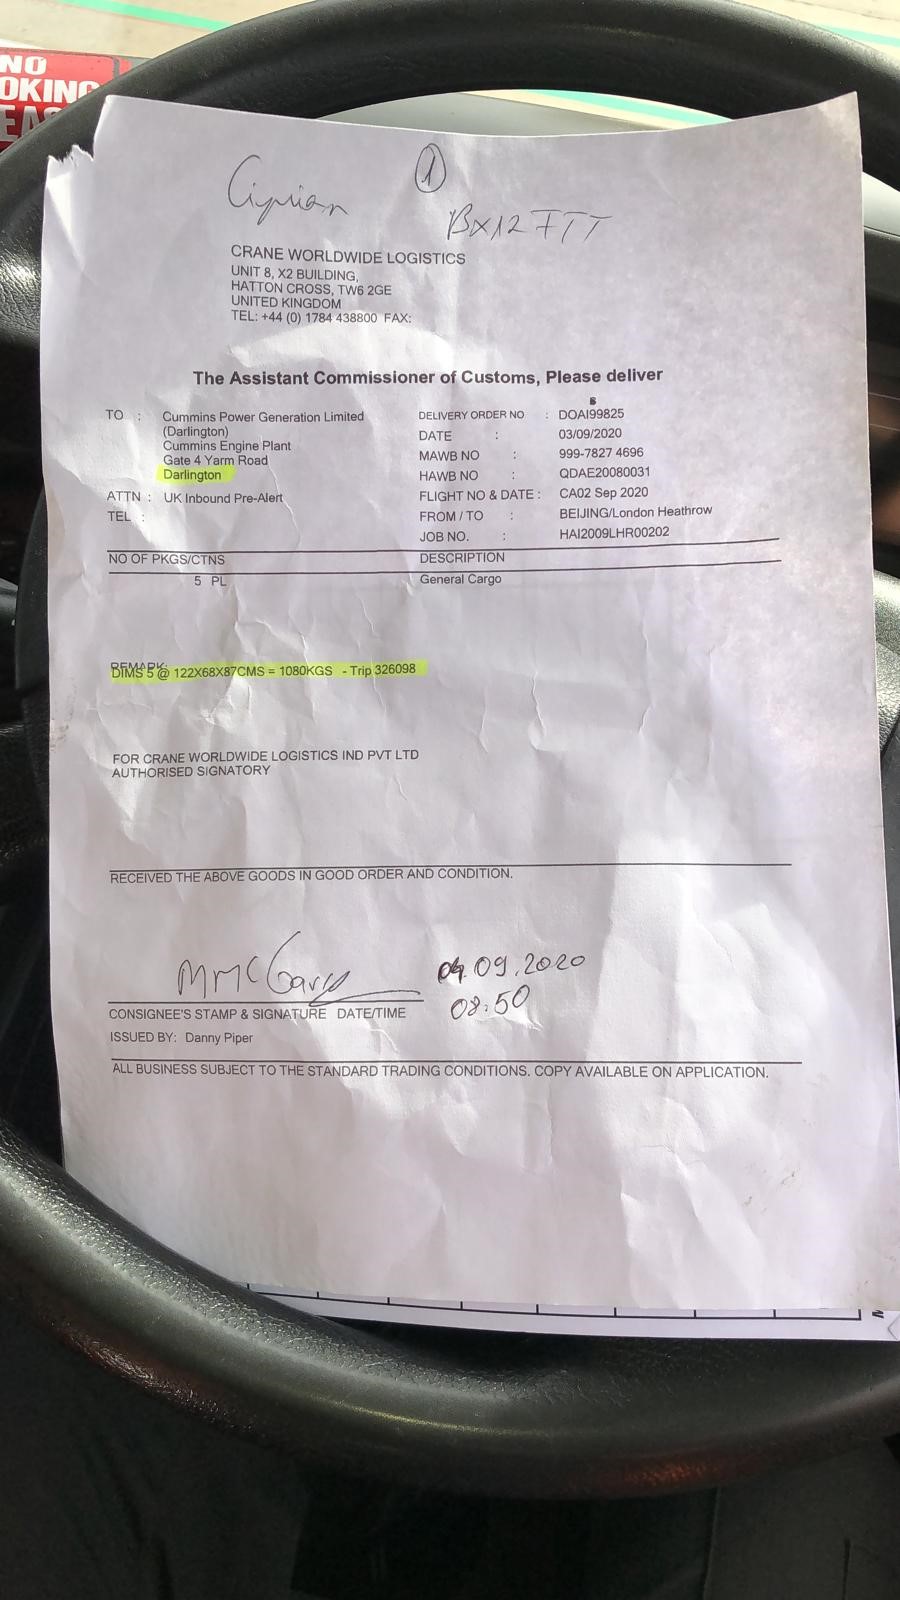 NO
OKING
EAS
Ciprian
1
BX12 FTT
CRANE WORLDWIDE LOGISTICS
UNIT 8, X2 BUILDING,
HATTON CROSS, TW6 2GE
UNITED KINGDOM
TEL: +44 (0) 1784 438800 FAX:
The Assistant Commissioner of Customs, Please deliver
TO : Cummins Power Generation Limited
(Darlington)
Cummins Engine Plant
Gate 4 Yarm Road
Darlington
ATTN : UK Inbound Pre-Alert
TEL :
s
DELIVERY ORDER NO : DOAI99825
DATE : 03/09/2020
MAWB NO : 999-7827 4696
HAWB NO : QDAE20080031
FLIGHT NO & DATE : CA02 Sep 2020
FROM / TO : BEIJING/London Heathrow
JOB NO. : HAI2009LHR00202
NO OF PKGS/CTNS DESCRIPTION
5 PL General Cargo
REMARK:
DIMS 5 @ 122X68X87CMS = 1080KGS - Trip 326098
FOR CRANE WORLDWIDE LOGISTICS IND PVT LTD
AUTHORISED SIGNATORY
RECEIVED THE ABOVE GOODS IN GOOD ORDER AND CONDITION.
04.09.2020
08:50
CONSIGNEE'S STAMP & SIGNATURE DATE/TIME
ISSUED BY: Danny Piper
ALL BUSINESS SUBJECT TO THE STANDARD TRADING CONDITIONS. COPY AVAILABLE ON APPLICATION.